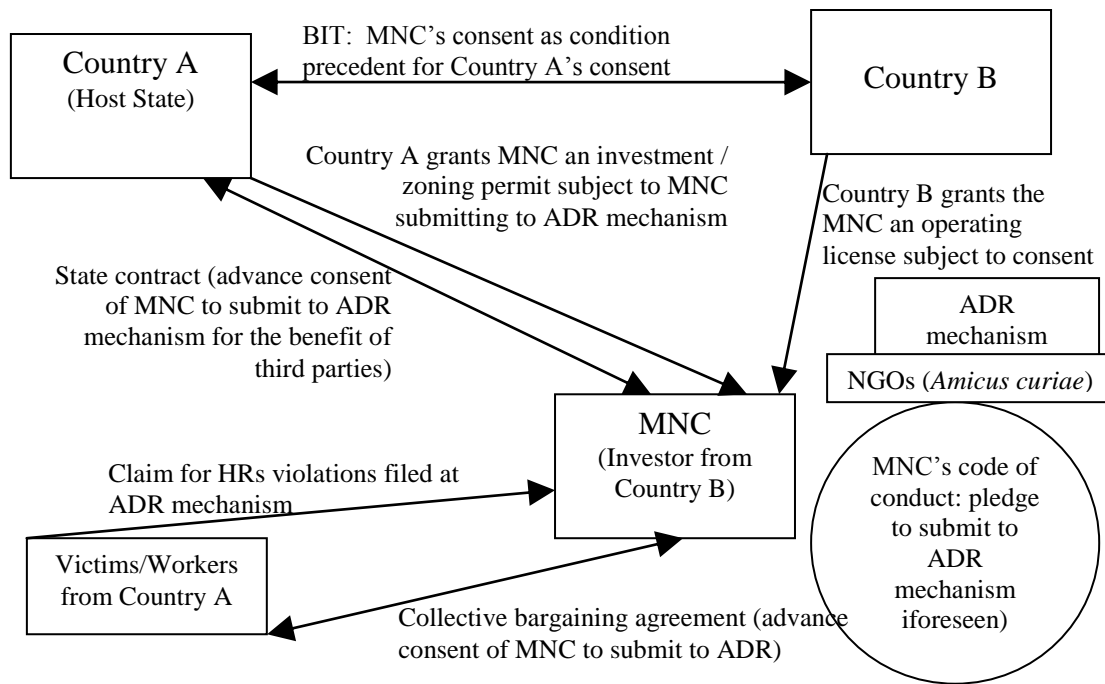 BIT:  MNC's consent as condition
precedent for Country A's consent
Country A
(Host State)
Country B
Country A grants MNC an investment /
zoning permit subject to MNC
submitting to ADR mechanism
Country B grants the
MNC an operating
license subject to consent
State contract (advance consent
of MNC to submit to ADR
mechanism for the benefit of
third parties)
ADR
mechanism
NGOs (Amicus curiae)
MNC
(Investor from
Country B)
MNC's code of
conduct: pledge
to submit to
ADR
mechanism
iforeseen)
Claim for HRs violations filed at
ADR mechanism
Victims/Workers
from Country A
Collective bargaining agreement (advance
consent of MNC to submit to ADR)